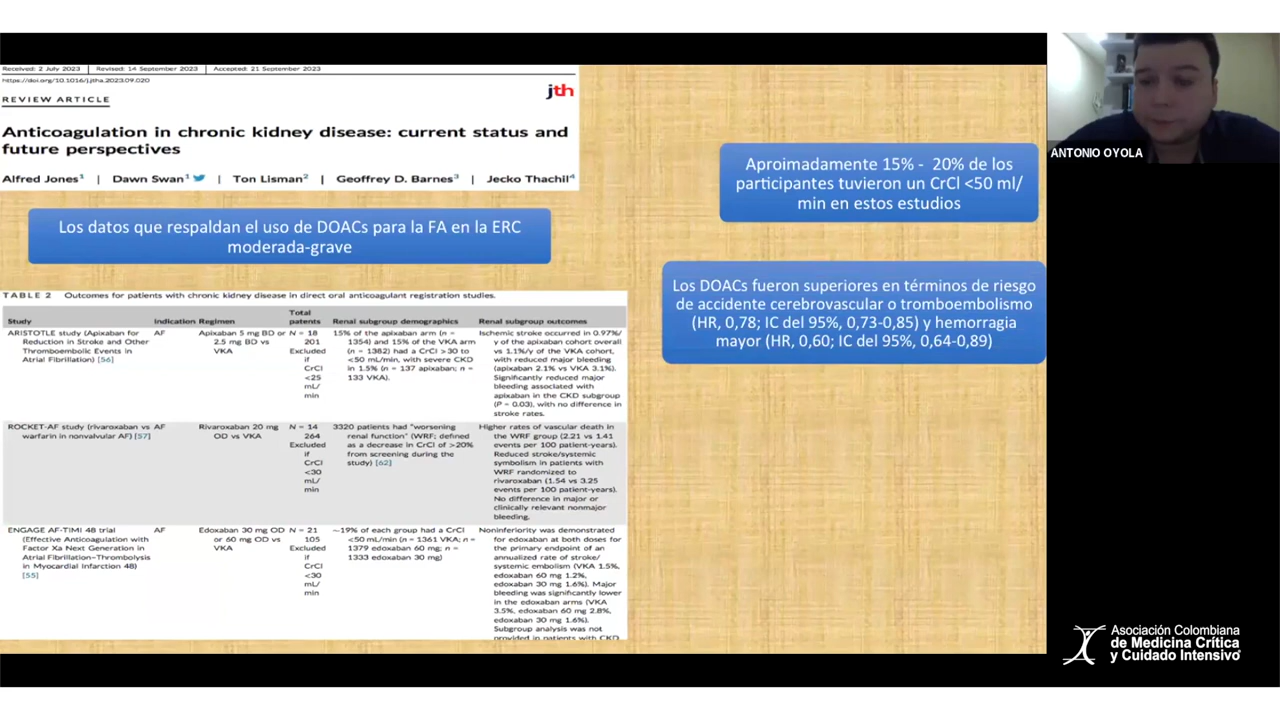 Received: 2 July 2023 | Revised: 14 September 2023 | Accepted: 21 September 2023
https://doi.org/10.1016/j.jtha.2023.09.020
REVIEW ARTICLE
jth
Anticoagulation in chronic kidney disease: current status and
future perspectives
Alfred Jones1 | Dawn Swan1 | Ton Lisman2 | Geoffrey D. Barnes3 | Jecko Thachil4
Los datos que respaldan el uso de DOACs para la FA en la ERC
moderada-grave
Aproimadamente 15% - 20% de los
participantes tuvieron un CrCl <50 ml/
min en estos estudios
Los DOACs fueron superiores en términos de riesgo
de accidente cerebrovascular o tromboembolismo
(HR, 0,78; IC del 95%, 0,73-0,85) y hemorragia
mayor (HR, 0,60; IC del 95%, 0,64-0,89)
TABLE 2 Outcomes for patients with chronic kidney disease in direct oral anticoagulant registration studies.
Total
Study Indication Regimen patents Renal subgroup demographics Renal subgroup outcomes
ARISTOTLE study (Apixaban for AF Apixaban 5 mg BD or N = 18 15% of the apixaban arm (n = Ischemic stroke occurred in 0.97%/
Reduction in Stroke and Other 2.5 mg BD vs 201 1354) and 15% of the VKA arm y of the apixaban cohort overall
Thromboembolic Events in VKA Excluded (n = 1382) had a CrCl >30 to vs 1.1%/y of the VKA cohort,
Atrial Fibrillation) [56] if <50 mL/min, with severe CKD with reduced major bleeding
CrCl in 1.5% (n = 137 apixaban; n = (apixaban 2.1% vs VKA 3.1%).
<25 133 VKA). Significantly reduced major
mL/ bleeding associated with
min apixaban in the CKD subgroup
(P = 0.03), with no difference in
stroke rates.
ROCKET-AF study (rivaroxaban vs AF Rivaroxaban 20 mg N = 14 3320 patients had "worsening Higher rates of vascular death in
warfarin in nonvalvular AF) [57] OD vs VKA 264 renal function" (WRF; defined the WRF group (2.21 vs 1.41
Excluded as a decrease in CrCl of >20% events per 100 patient-years).
if from screening during the Reduced stroke/systemic
CrCl study) [62] symbolism in patients with
<30 WRF randomized to
mL/ rivaroxaban (1.54 vs 3.25
min events per 100 patient-years).
No difference in major or
clinically relevant nonmajor
bleeding.
ENGAGE AF-TIMI 48 trial AF Edoxaban 30 mg OD N = 21 ~19% of each group had a CrCl Noninferiority was demonstrated
(Effective Anticoagulation with or 60 mg OD vs 105 <50 mL/min (n = 1361 VKA; n = for edoxaban at both doses for
Factor Xa Next Generation in VKA Excluded 1379 edoxaban 60 mg; n = the primary endpoint of an
Atrial Fibrillation–Thrombolysis if 1333 edoxaban 30 mg) annualized rate of stroke/
in Myocardial Infarction 48) CrCl systemic embolism (VKA 1.5%,
[55] <30 edoxaban 60 mg 1.2%,
mL/ edoxaban 30 mg 1.6%). Major
min bleeding was significantly lower
in the edoxaban arms (VKA
3.5%, edoxaban 60 mg 2.8%,
edoxaban 30 mg 1.6%).
Subgroup analysis was not
provided in patients with CKD
ANTONIO OYOLA
Asociación Colombiana
de Medicina Crítica
y Cuidado Intensivo